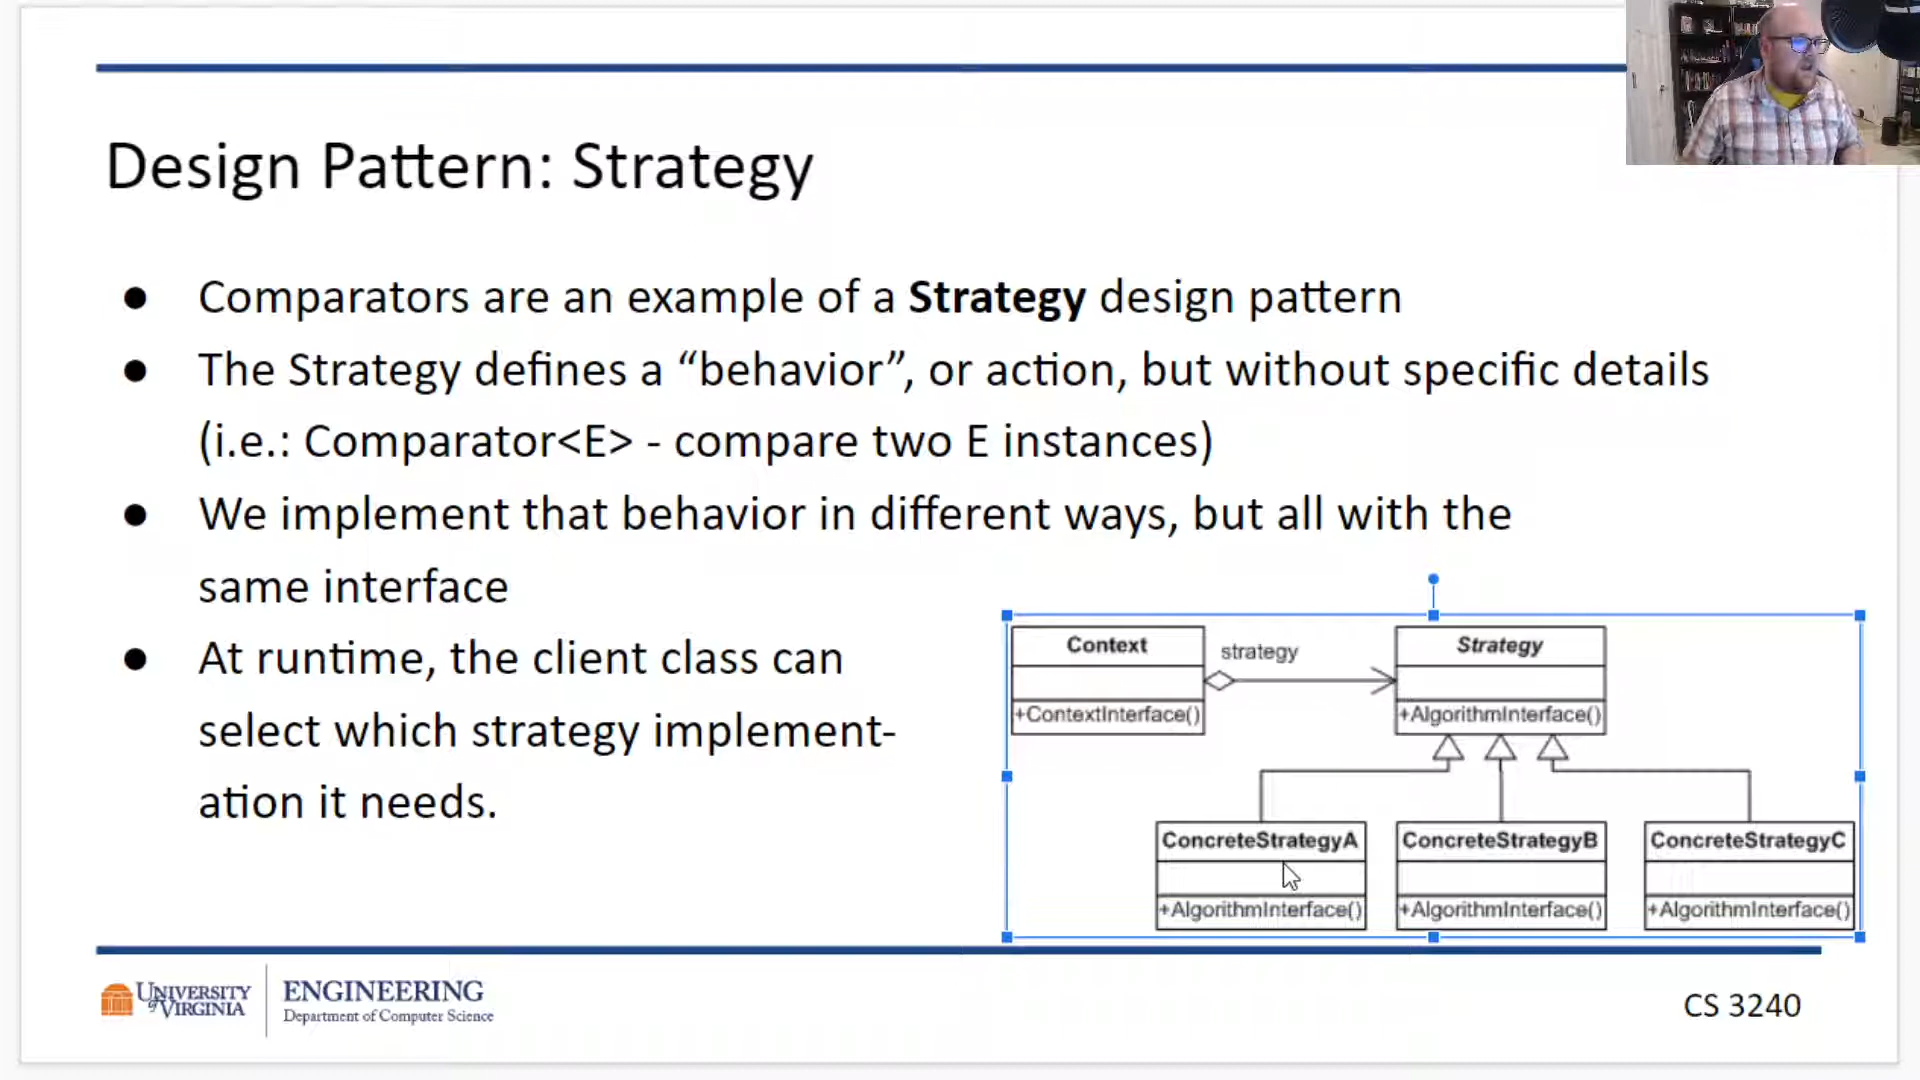 Design Pattern: Strategy
● Comparators are an example of a Strategy design pattern
● The Strategy defines a “behavior”, or action, but without specific details
(i.e.: Comparator<E> - compare two E instances)
● We implement that behavior in different ways, but all with the
same interface
● At runtime, the client class can
select which strategy implement-
ation it needs.
Context
+ContextInterface()
strategy
Strategy
+AlgorithmInterface()
ConcreteStrategyA
+AlgorithmInterface()
ConcreteStrategyB
+AlgorithmInterface()
ConcreteStrategyC
+AlgorithmInterface()
UNIVERSITY
of VIRGINIA
ENGINEERING
Department of Computer Science
CS 3240